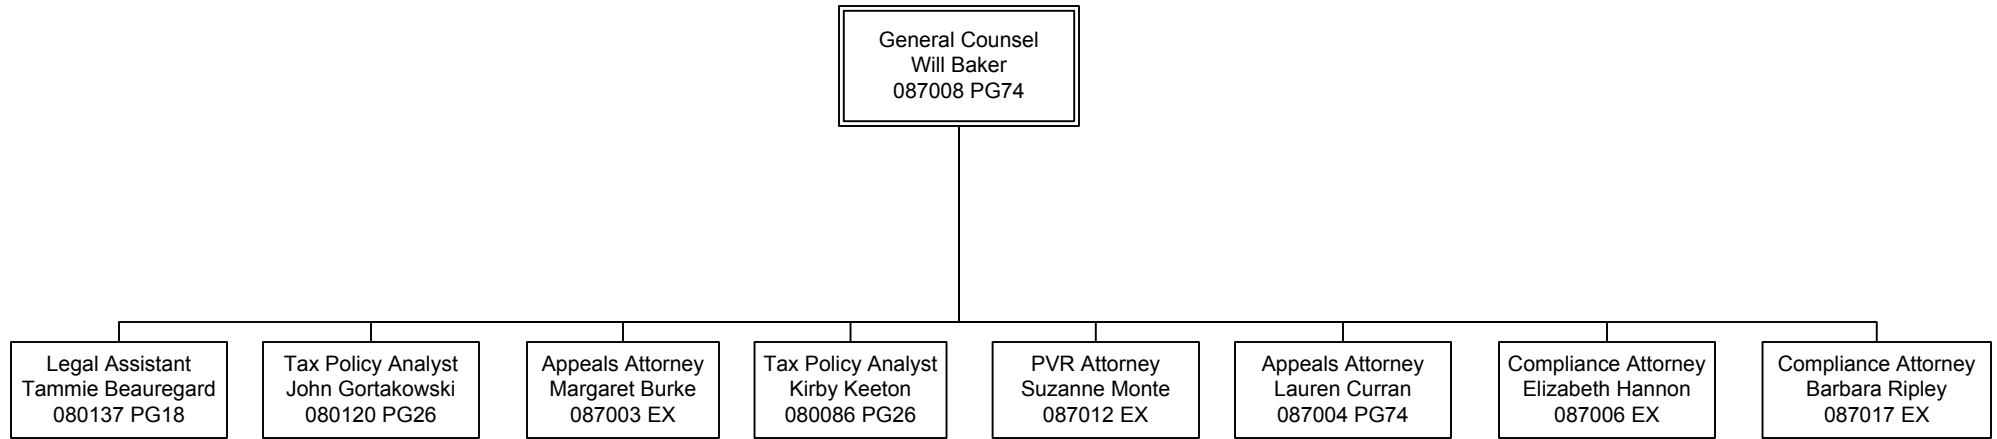 General Counsel
Will Baker
087008 PG74
Legal Assistant
Tammie Beauregard
080137 PG18
Tax Policy Analyst
John Gortakowski
080120 PG26
Appeals Attorney
Margaret Burke
087003 EX
Tax Policy Analyst
Kirby Keeton
080086 PG26
PVR Attorney
Suzanne Monte
087012 EX
Appeals Attorney
Lauren Curran
087004 PG74
Compliance Attorney
Elizabeth Hannon
087006 EX
Compliance Attorney
Barbara Ripley
087017 EX